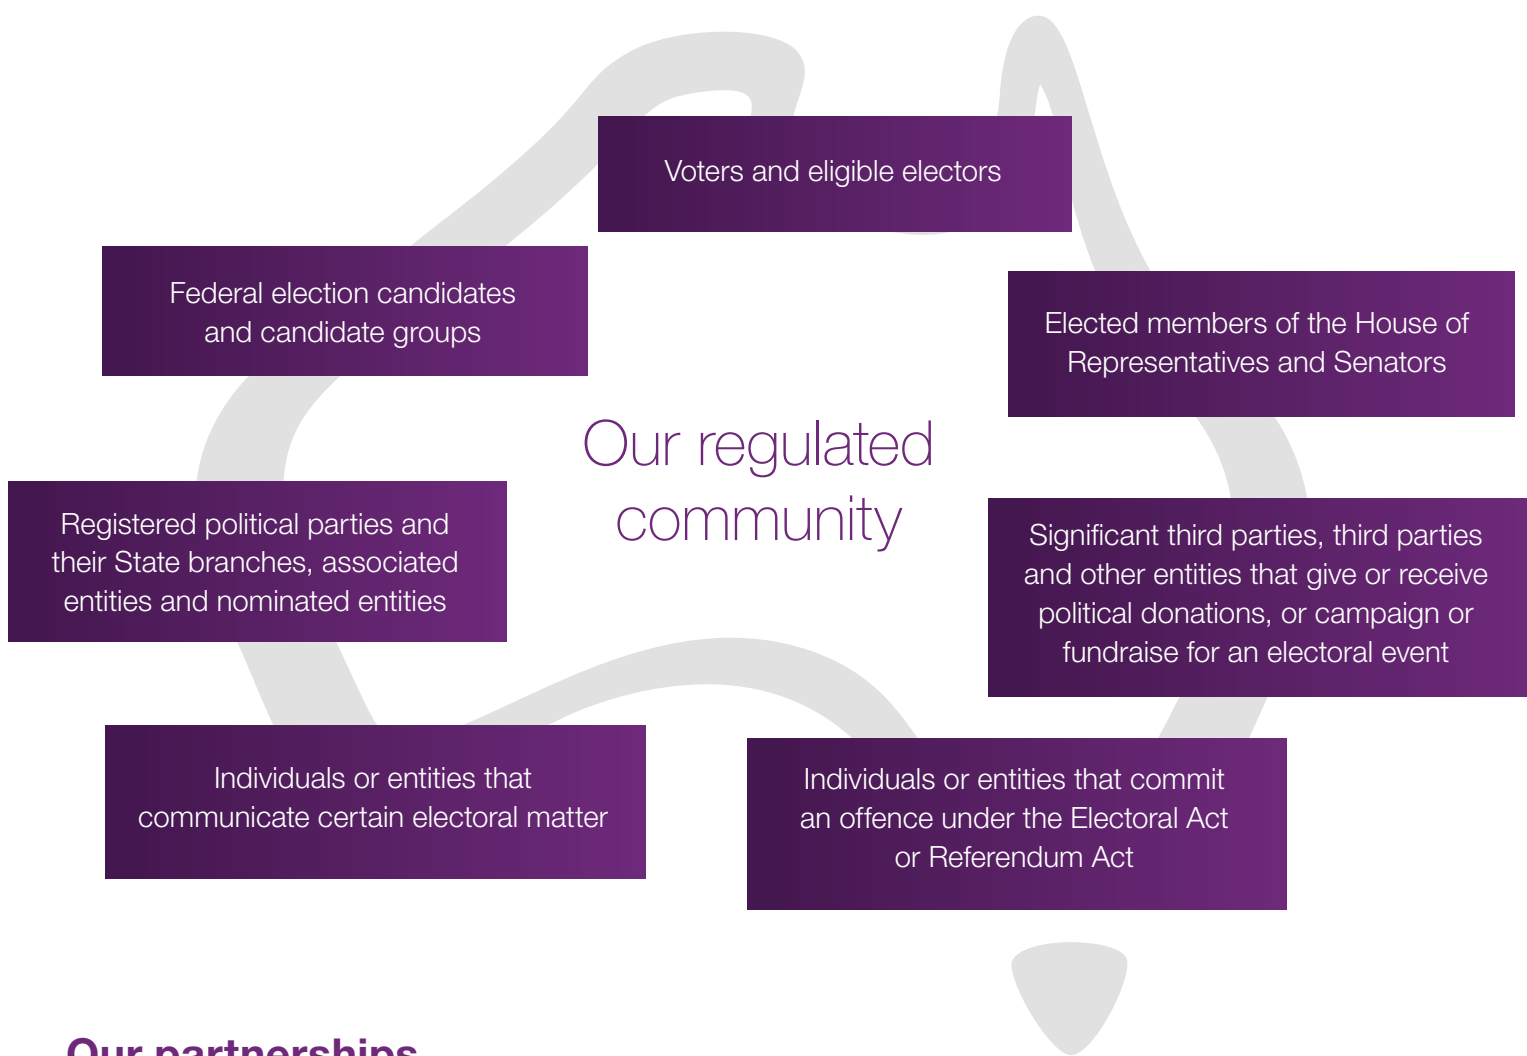 Voters and eligible electors
Federal election candidates
and candidate groups
Elected members of the House of
Representatives and Senators
Our regulated
community
Registered political parties and
their State branches, associated
entities and nominated entities
Significant third parties, third parties
and other entities that give or receive
political donations, or campaign or
fundraise for an electoral event
Individuals or entities that
communicate certain electoral matter
Individuals or entities that commit
an offence under the Electoral Act
or Referendum Act
Our partnerships